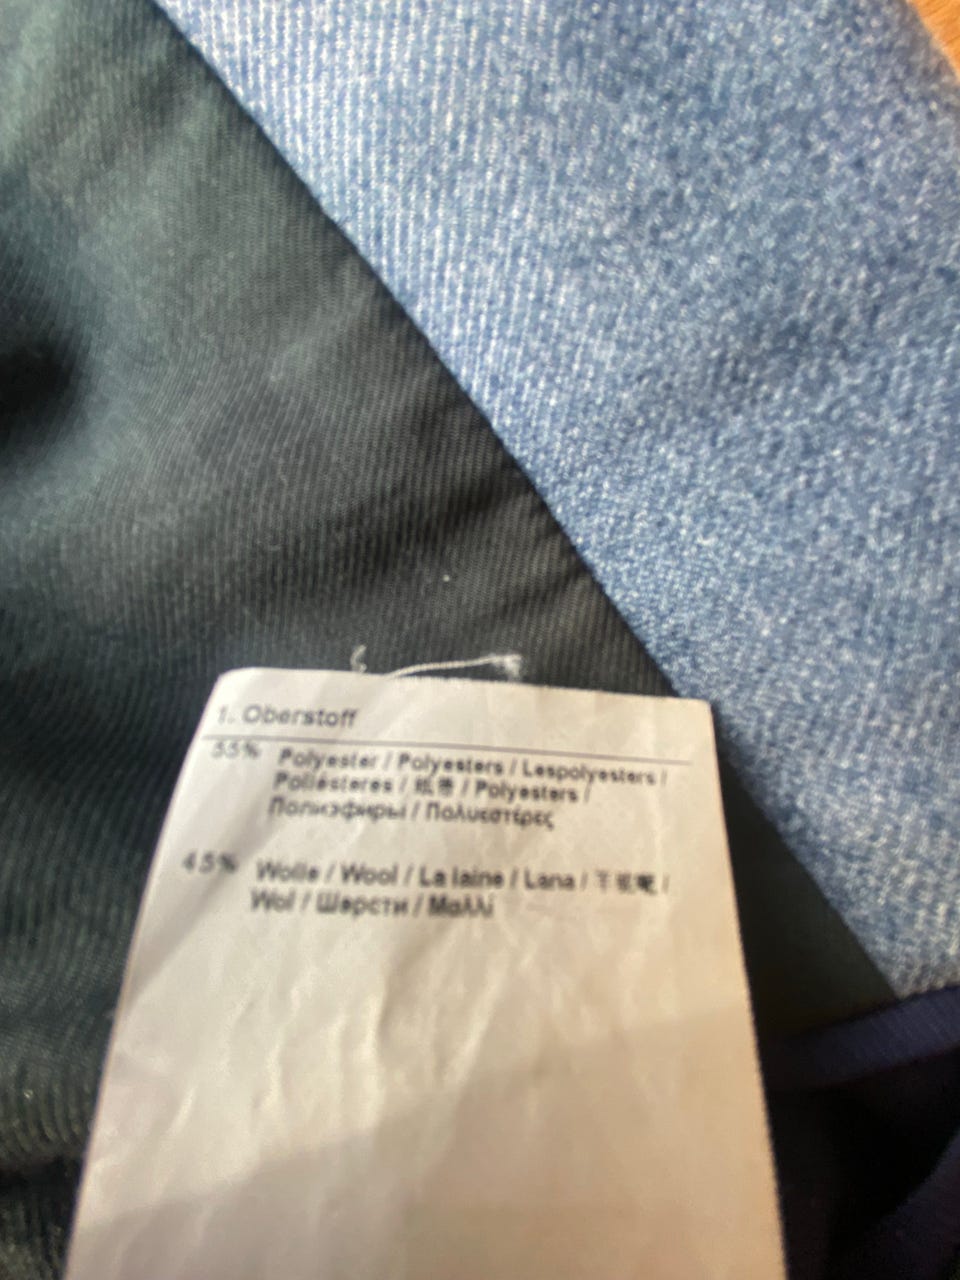 1. Oberstoff
55% Polyester / Polyesters / Lespolyesters /
Poliésteres / / Polyesters /
Полиэфиры / Πολυεστέρες
45% Wolle / Wool / La laine / Lana / /
Wol / Шерсти / Μαλλί